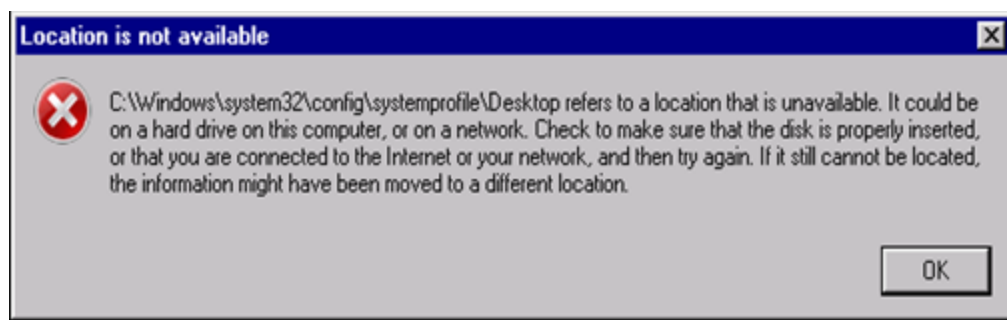 Location is not available
C:\Windows\system32\config\systemprofile\Desktop refers to a location that is unavailable. It could be
on a hard drive on this computer, or on a network. Check to make sure that the disk is properly inserted,
or that you are connected to the Internet or your network, and then try again. If it still cannot be located,
the information might have been moved to a different location.
OK